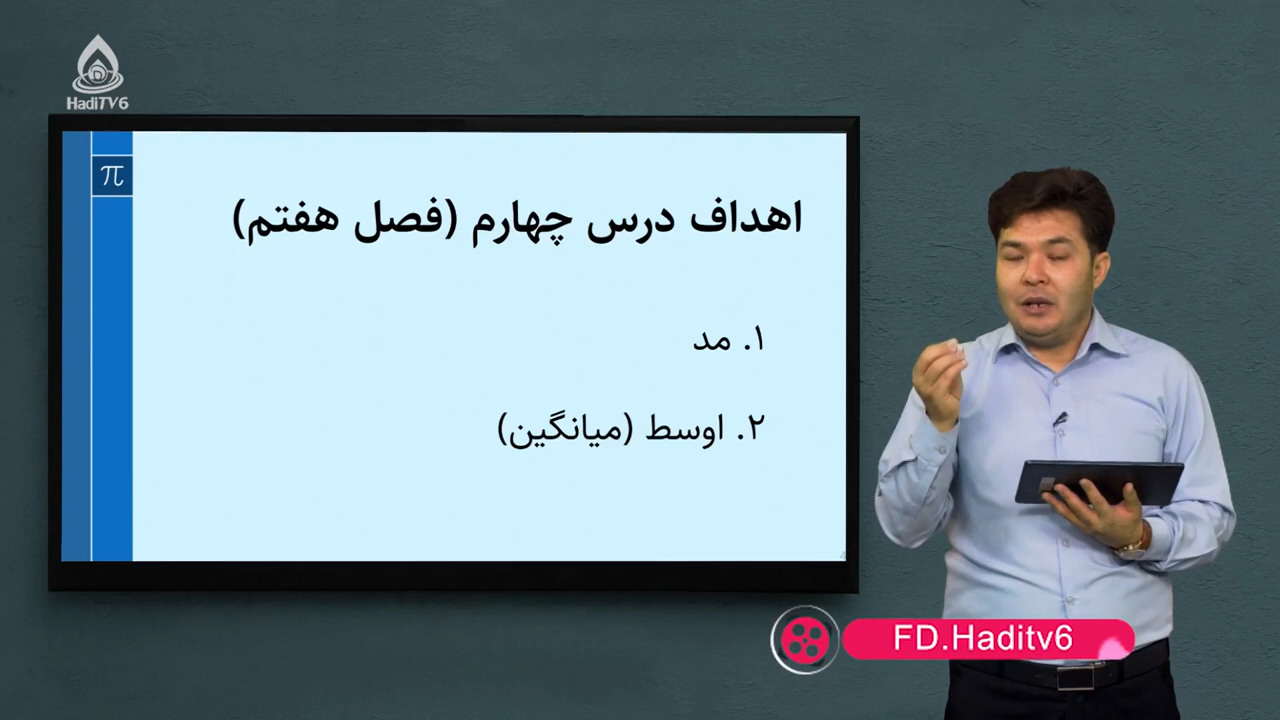 HadiTV6
π
اهداف درس چهارم (فصل هفتم)
۱. مد
۲. اوسط (میانگین)
FD.Haditv6